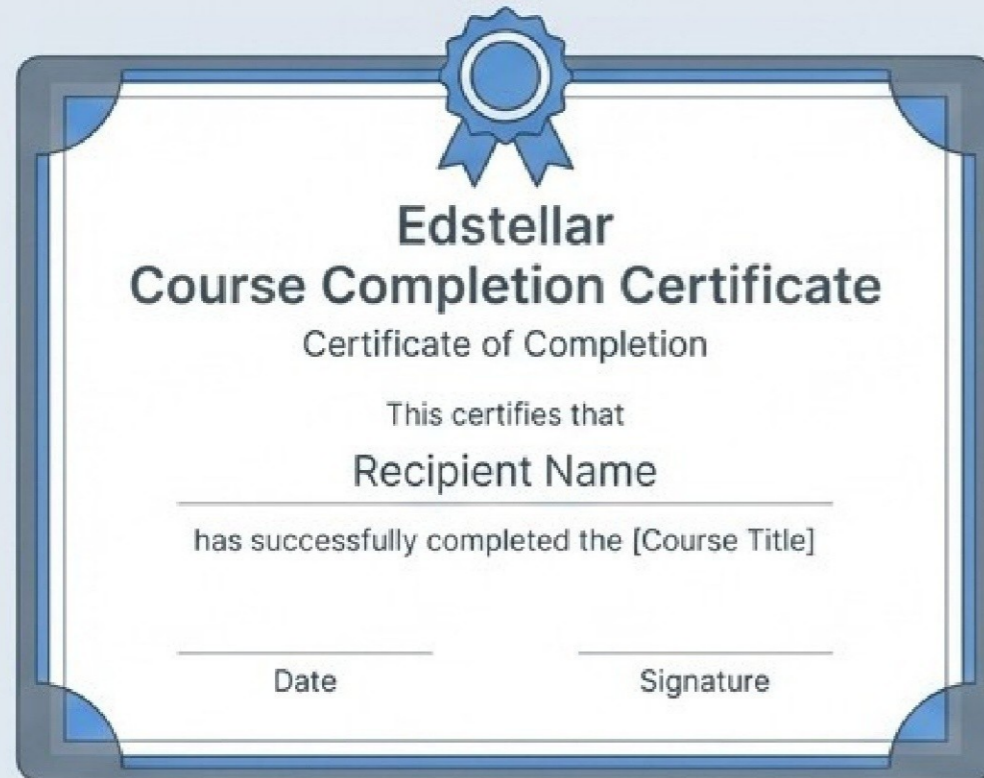 Edstellar
Course Completion Certificate
Certificate of Completion
This certifies that
Recipient Name
has successfully completed the [Course Title]
Date
Signature